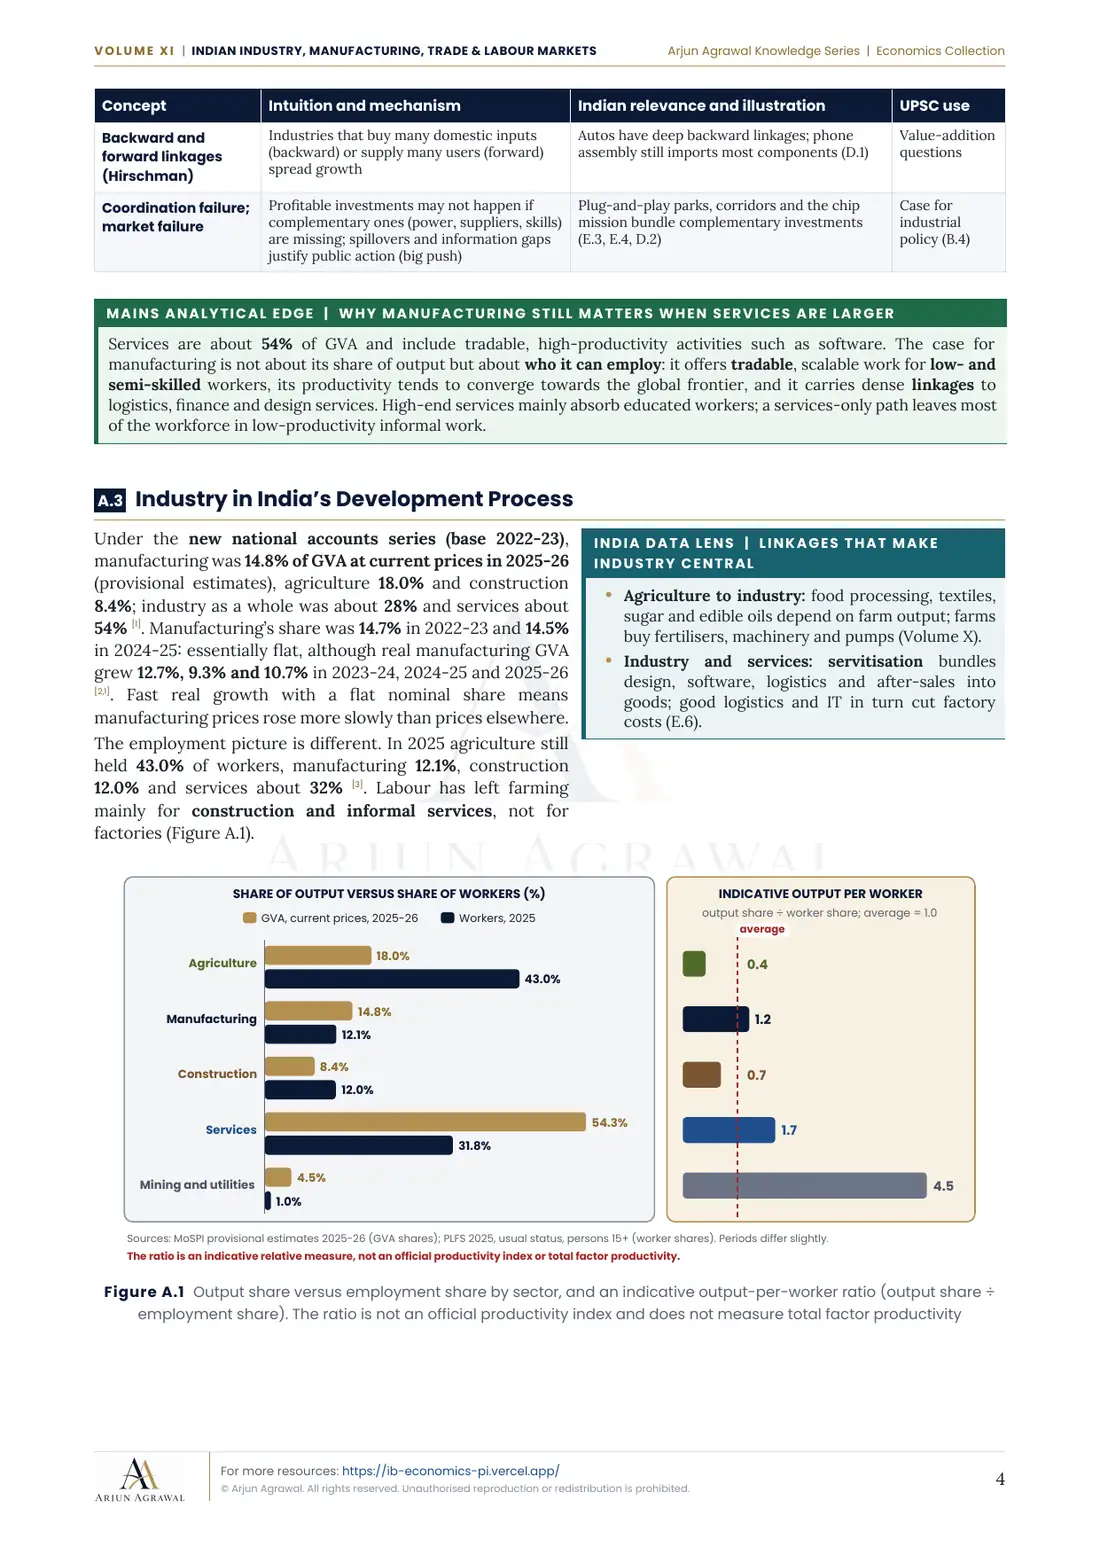 VOLUME XI | INDIAN INDUSTRY, MANUFACTURING, TRADE & LABOUR MARKETS
Arjun Agrawal Knowledge Series | Economics Collection
Concept
Intuition and mechanism
Indian relevance and illustration
UPSC use
Backward and
forward linkages
(Hirschman)
Industries that buy many domestic inputs
(backward) or supply many users (forward)
spread growth
Autos have deep backward linkages; phone
assembly still imports most components (D.1)
Value-addition
questions
Coordination failure;
market failure
Profitable investments may not happen if
complementary ones (power, suppliers, skills)
are missing; spillovers and information gaps
justify public action (big push)
Plug-and-play parks, corridors and the chip
mission bundle complementary investments
(E.3, E.4, D.2)
Case for
industrial
policy (B.4)
MAINS ANALYTICAL EDGE | WHY MANUFACTURING STILL MATTERS WHEN SERVICES ARE LARGER
Services are about 54% of GVA and include tradable, high-productivity activities such as software. The case for
manufacturing is not about its share of output but about who it can employ: it offers tradable, scalable work for low- and
semi-skilled workers, its productivity tends to converge towards the global frontier, and it carries dense linkages to
logistics, finance and design services. High-end services mainly absorb educated workers; a services-only path leaves most
of the workforce in low-productivity informal work.
A.3 Industry in India's Development Process
Under the new national accounts series (base 2022-23),
manufacturing was 14.8% of GVA at current prices in 2025-26
(provisional estimates), agriculture 18.0% and construction
8.4%; industry as a whole was about 28% and services about
54% [1]. Manufacturing's share was 14.7% in 2022-23 and 14.5%
in 2024-25: essentially flat, although real manufacturing GVA
grew 12.7%, 9.3% and 10.7% in 2023-24, 2024-25 and 2025-26
[2,1]. Fast real growth with a flat nominal share means
manufacturing prices rose more slowly than prices elsewhere.
The employment picture is different. In 2025 agriculture still
held 43.0% of workers, manufacturing 12.1%, construction
12.0% and services about 32% [3]. Labour has left farming
mainly for construction and informal services, not for
factories (Figure A.1).
INDIA DATA LENS | LINKAGES THAT MAKE
INDUSTRY CENTRAL
• Agriculture to industry: food processing, textiles,
sugar and edible oils depend on farm output; farms
buy fertilisers, machinery and pumps (Volume X).
• Industry and services: servitisation bundles
design, software, logistics and after-sales into
goods; good logistics and IT in turn cut factory
costs (E.6).
ARJUN AGRAWAL
SHARE OF OUTPUT VERSUS SHARE OF WORKERS (%)
GVA, current prices, 2025-26
Workers, 2025
Agriculture
18.0%
43.0%
Manufacturing
14.8%
12.1%
Construction
8.4%
12.0%
Services
54.3%
31.8%
Mining and utilities
4.5%
1.0%
INDICATIVE OUTPUT PER WORKER
output share ÷ worker share; average = 1.0
average
0.4
1.2
0.7
1.7
4.5
Sources: MoSPI provisional estimates 2025-26 (GVA shares); PLFS 2025, usual status, persons 15+ (worker shares). Periods differ slightly.
The ratio is an indicative relative measure, not an official productivity index or total factor productivity.
Figure A.1 Output share versus employment share by sector, and an indicative output-per-worker ratio (output share ÷
employment share). The ratio is not an official productivity index and does not measure total factor productivity
ARJUN AGRAWAL
For more resources: https://ib-economics-pi.vercel.app/
© Arjun Agrawal. All rights reserved. Unauthorised reproduction or redistribution is prohibited.
4